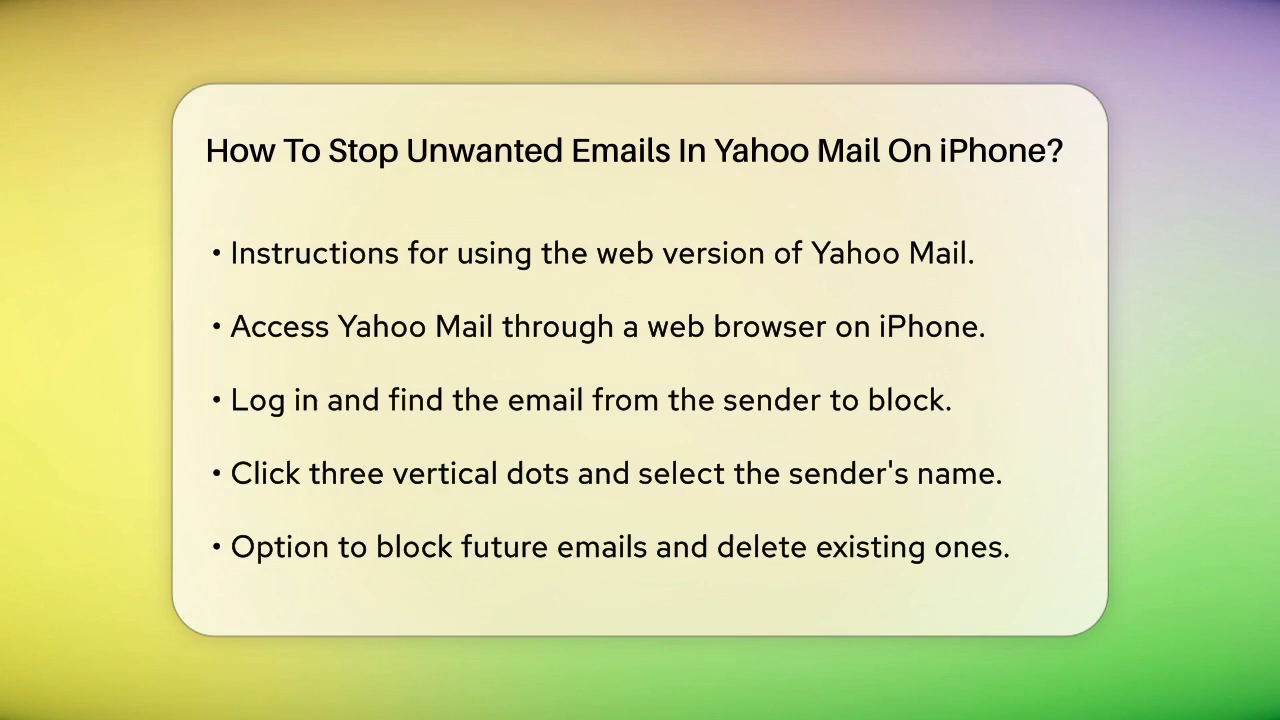 How To Stop Unwanted Emails In Yahoo Mail On iPhone?
• Instructions for using the web version of Yahoo Mail.
• Access Yahoo Mail through a web browser on iPhone.
• Log in and find the email from the sender to block.
• Click three vertical dots and select the sender's name.
• Option to block future emails and delete existing ones.